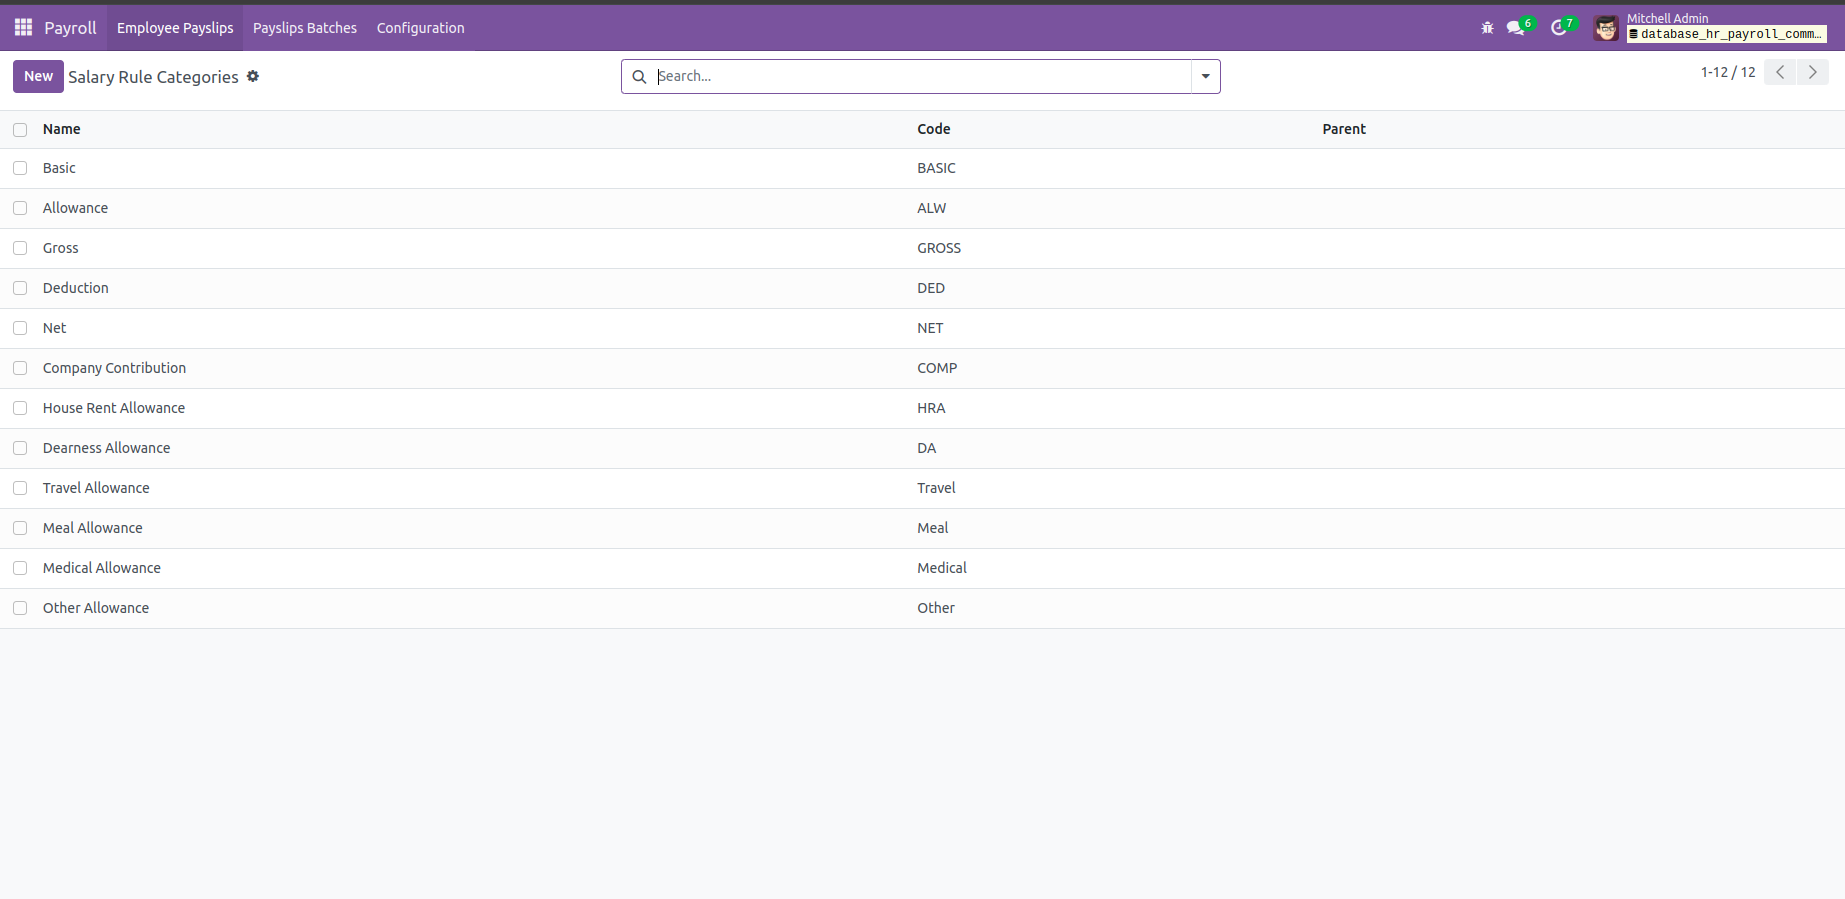 Payroll Employee Payslips Payslips Batches Configuration 6 7 Mitchell Admin
database_hr_payroll_comm...
New Salary Rule Categories Search... 1-12 / 12
Name Code Parent
Basic BASIC
Allowance ALW
Gross GROSS
Deduction DED
Net NET
Company Contribution COMP
House Rent Allowance HRA
Dearness Allowance DA
Travel Allowance Travel
Meal Allowance Meal
Medical Allowance Medical
Other Allowance Other